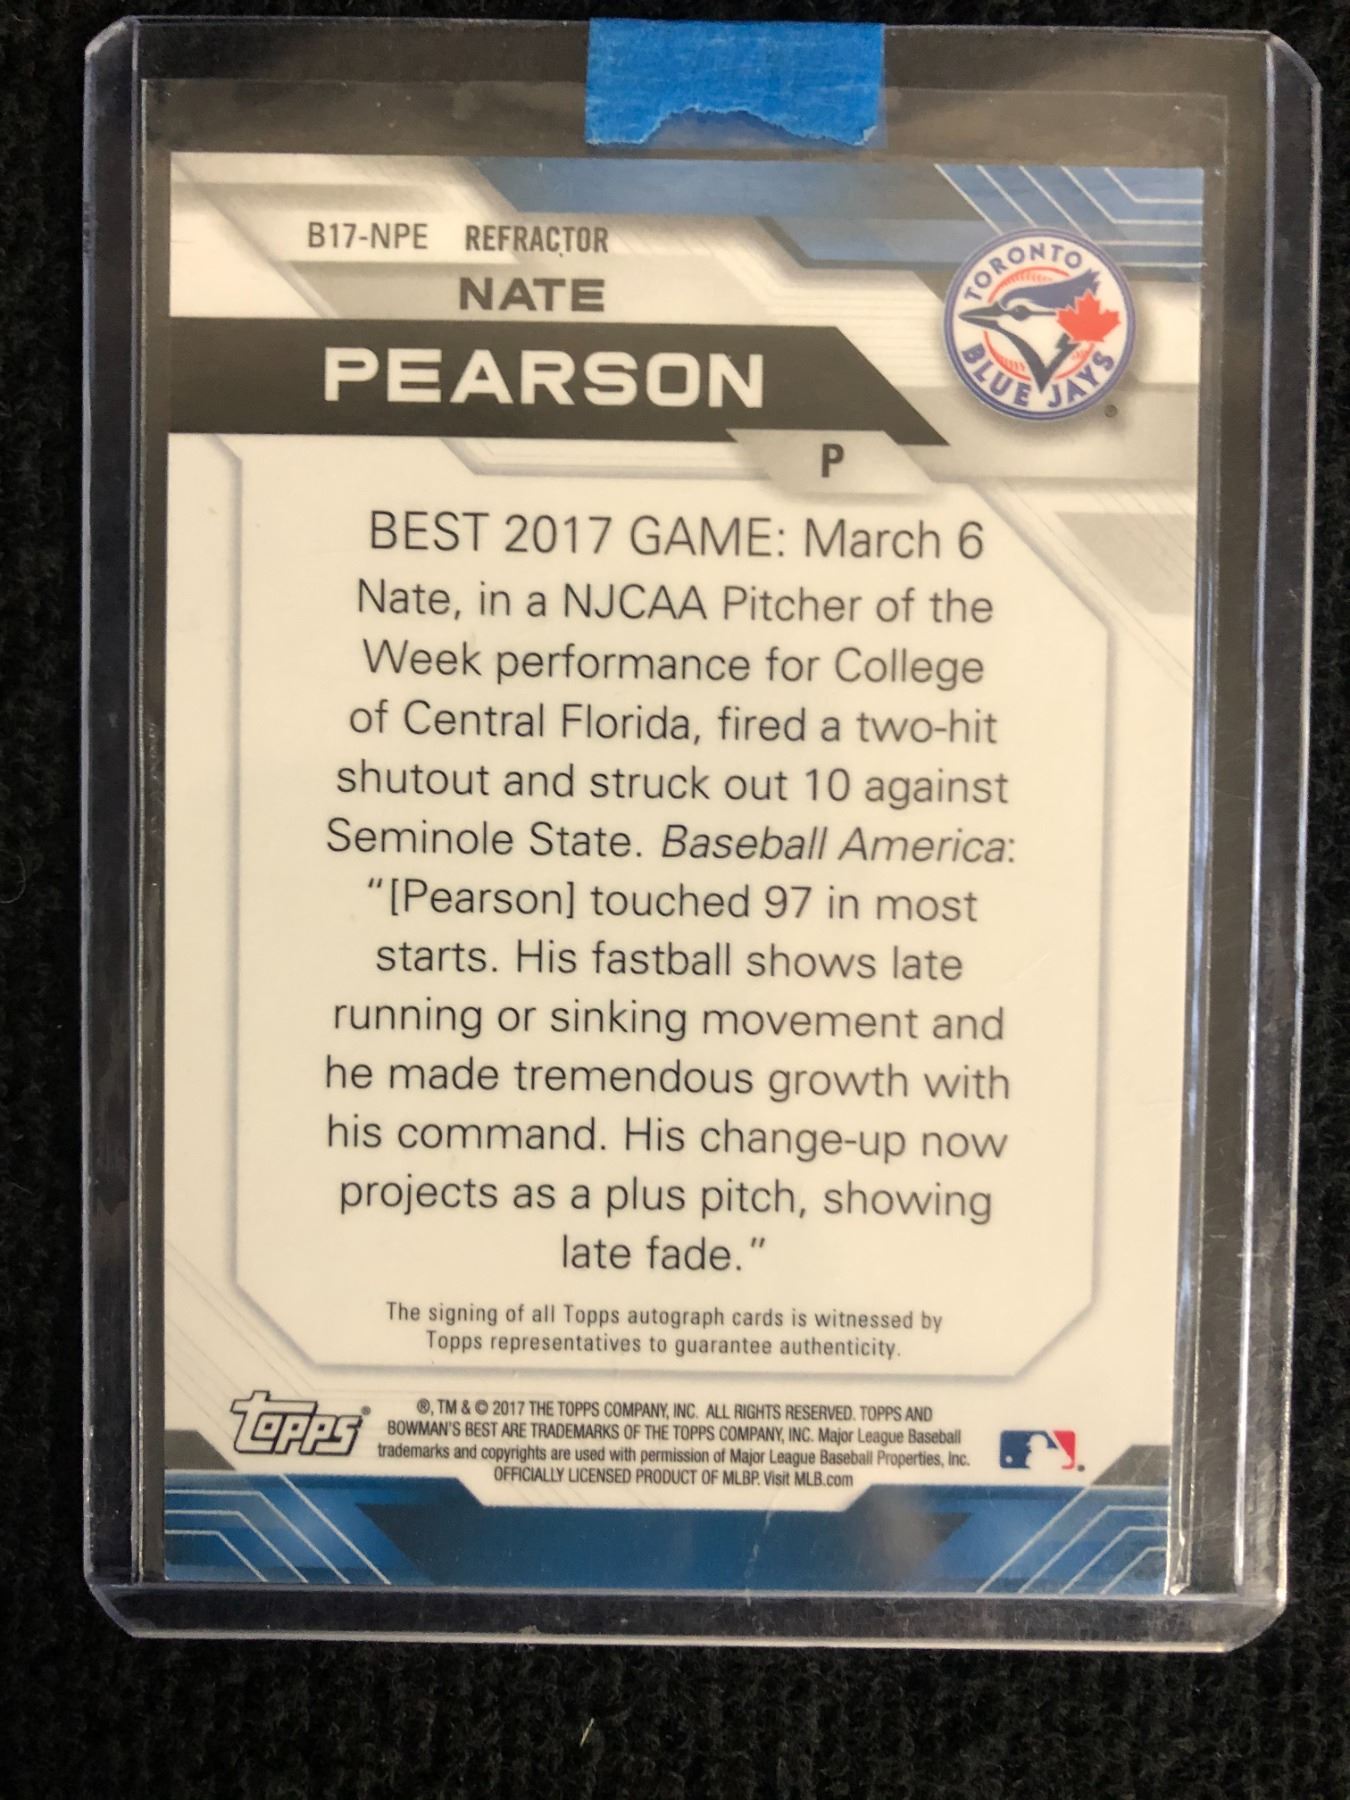 B17-NPE REFRACTOR
NATE
PEARSON
P
TORONTO
BLUE JAYS
BEST 2017 GAME: March 6
Nate, in a NJCAA Pitcher of the
Week performance for College
of Central Florida, fired a two-hit
shutout and struck out 10 against
Seminole State. Baseball America:
"[Pearson] touched 97 in most
starts. His fastball shows late
running or sinking movement and
he made tremendous growth with
his command. His change-up now
projects as a plus pitch, showing
late fade."
The signing of all Topps autograph cards is witnessed by
Topps representatives to guarantee authenticity.
Topps®
®, TM & © 2017 THE TOPPS COMPANY, INC. ALL RIGHTS RESERVED. TOPPS AND
BOWMAN'S BEST ARE TRADEMARKS OF THE TOPPS COMPANY, INC. Major League Baseball
trademarks and copyrights are used with permission of Major League Baseball Properties, Inc.
OFFICIALLY LICENSED PRODUCT OF MLBP. Visit MLB.com